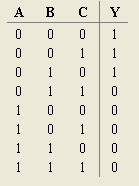 A B C Y
0 0 0 1
0 0 1 1
0 1 0 1
0 1 1 0
1 0 0 0
1 0 1 0
1 1 0 0
1 1 1 0